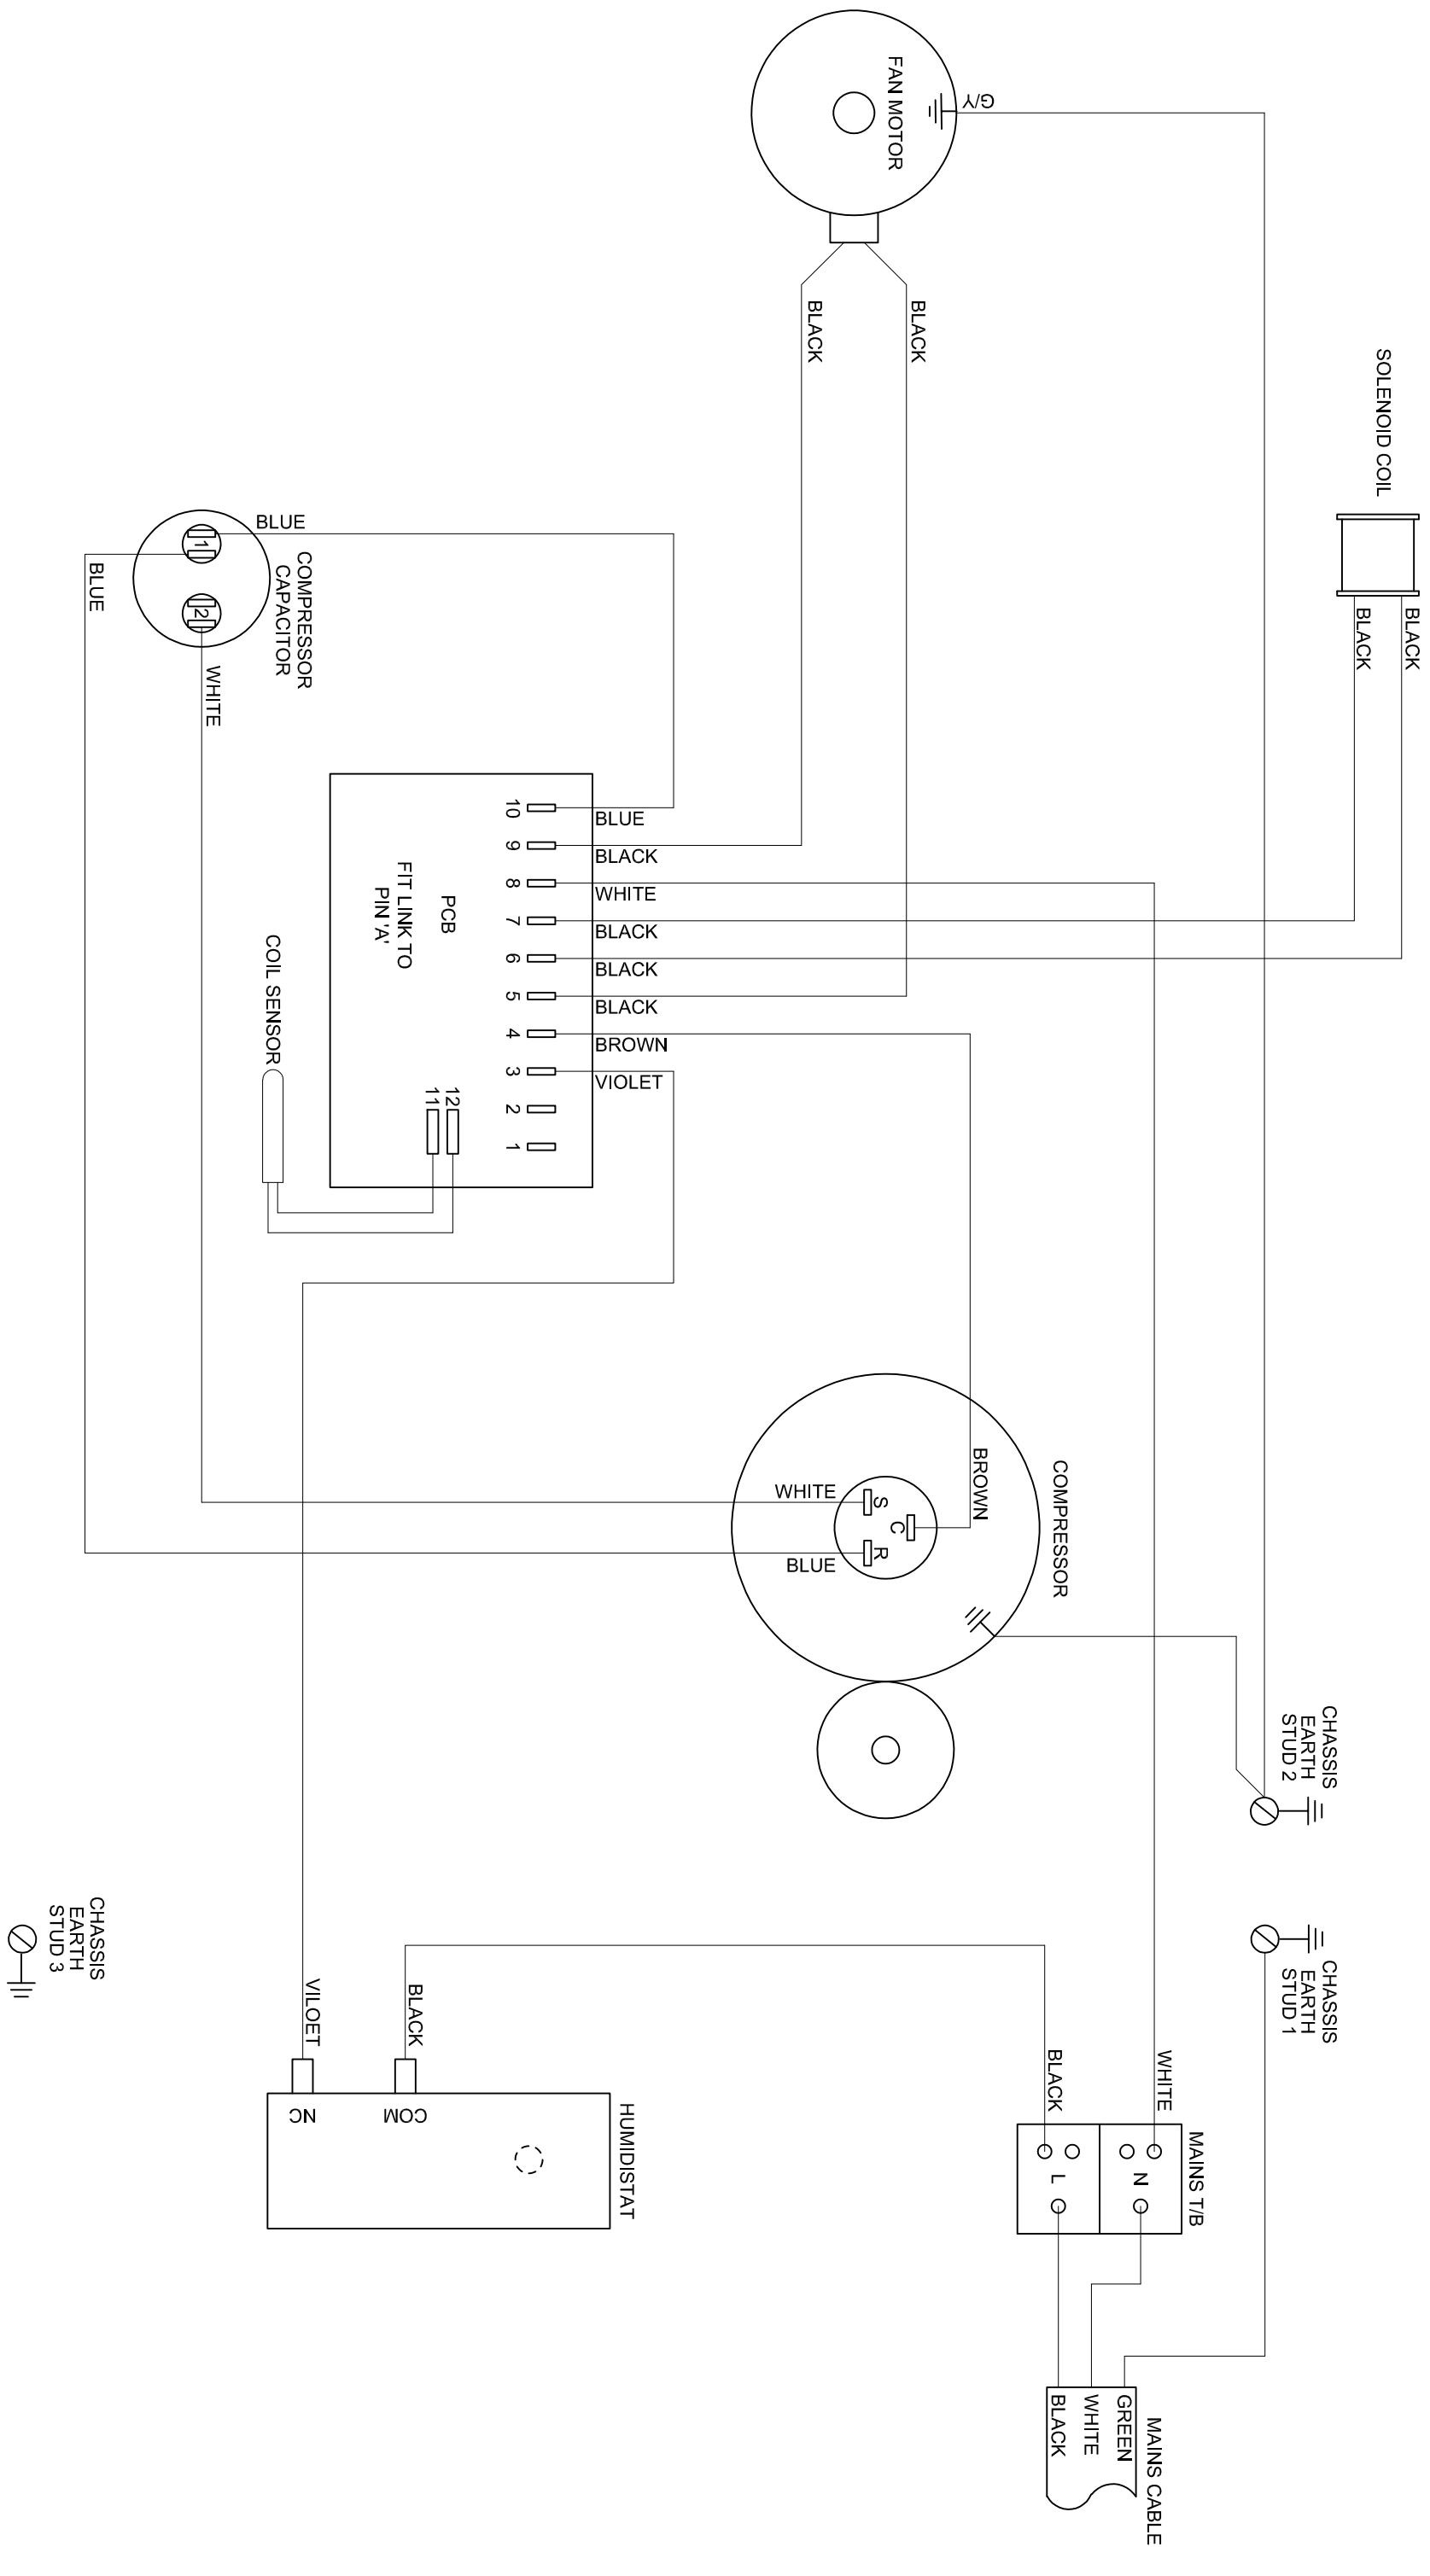 FAN MOTOR
G/Y
BLACK
BLACK
SOLENOID COIL
BLACK
BLACK
BLUE
1
2
COMPRESSOR
CAPACITOR
BLUE
WHITE
10
9
8
7
6
5
4
3
2
1
BLUE
BLACK
WHITE
BLACK
BLACK
BLACK
BROWN
VIOLET
PCB
FIT LINK TO
PIN 'A'
12
11
COIL SENSOR
COMPRESSOR
BROWN
WHITE
BLUE
S
C
R
CHASSIS
EARTH
STUD 2
CHASSIS
EARTH
STUD 1
CHASSIS
EARTH
STUD 3
VILOET
BLACK
NC
COM
HUMIDISTAT
BLACK
WHITE
MAINS T/B
L
N
GREEN
WHITE
BLACK
MAINS CABLE